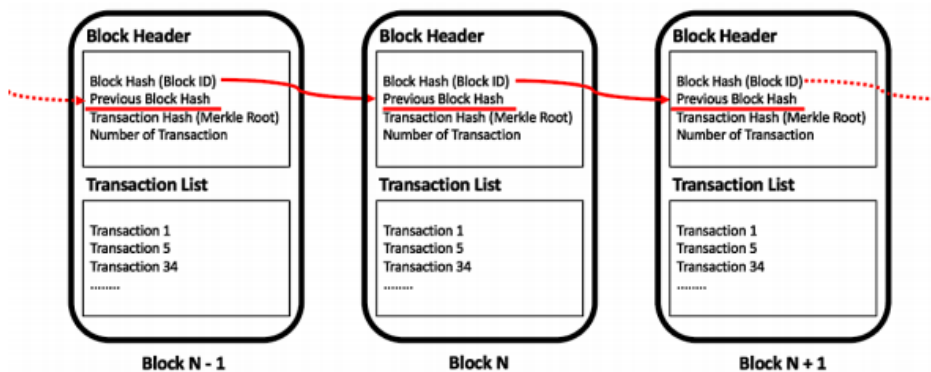 Block Header
Block Hash (Block ID)
Previous Block Hash
Transaction Hash (Merkle Root)
Number of Transaction
Transaction List
Transaction 1
Transaction 5
Transaction 34
.........
Block N - 1
Block Header
Block Hash (Block ID)
Previous Block Hash
Transaction Hash (Merkle Root)
Number of Transaction
Transaction List
Transaction 1
Transaction 5
Transaction 34
.........
Block N
Block Header
Block Hash (Block ID)
Previous Block Hash
Transaction Hash (Merkle Root)
Number of Transaction
Transaction List
Transaction 1
Transaction 5
Transaction 34
.........
Block N + 1